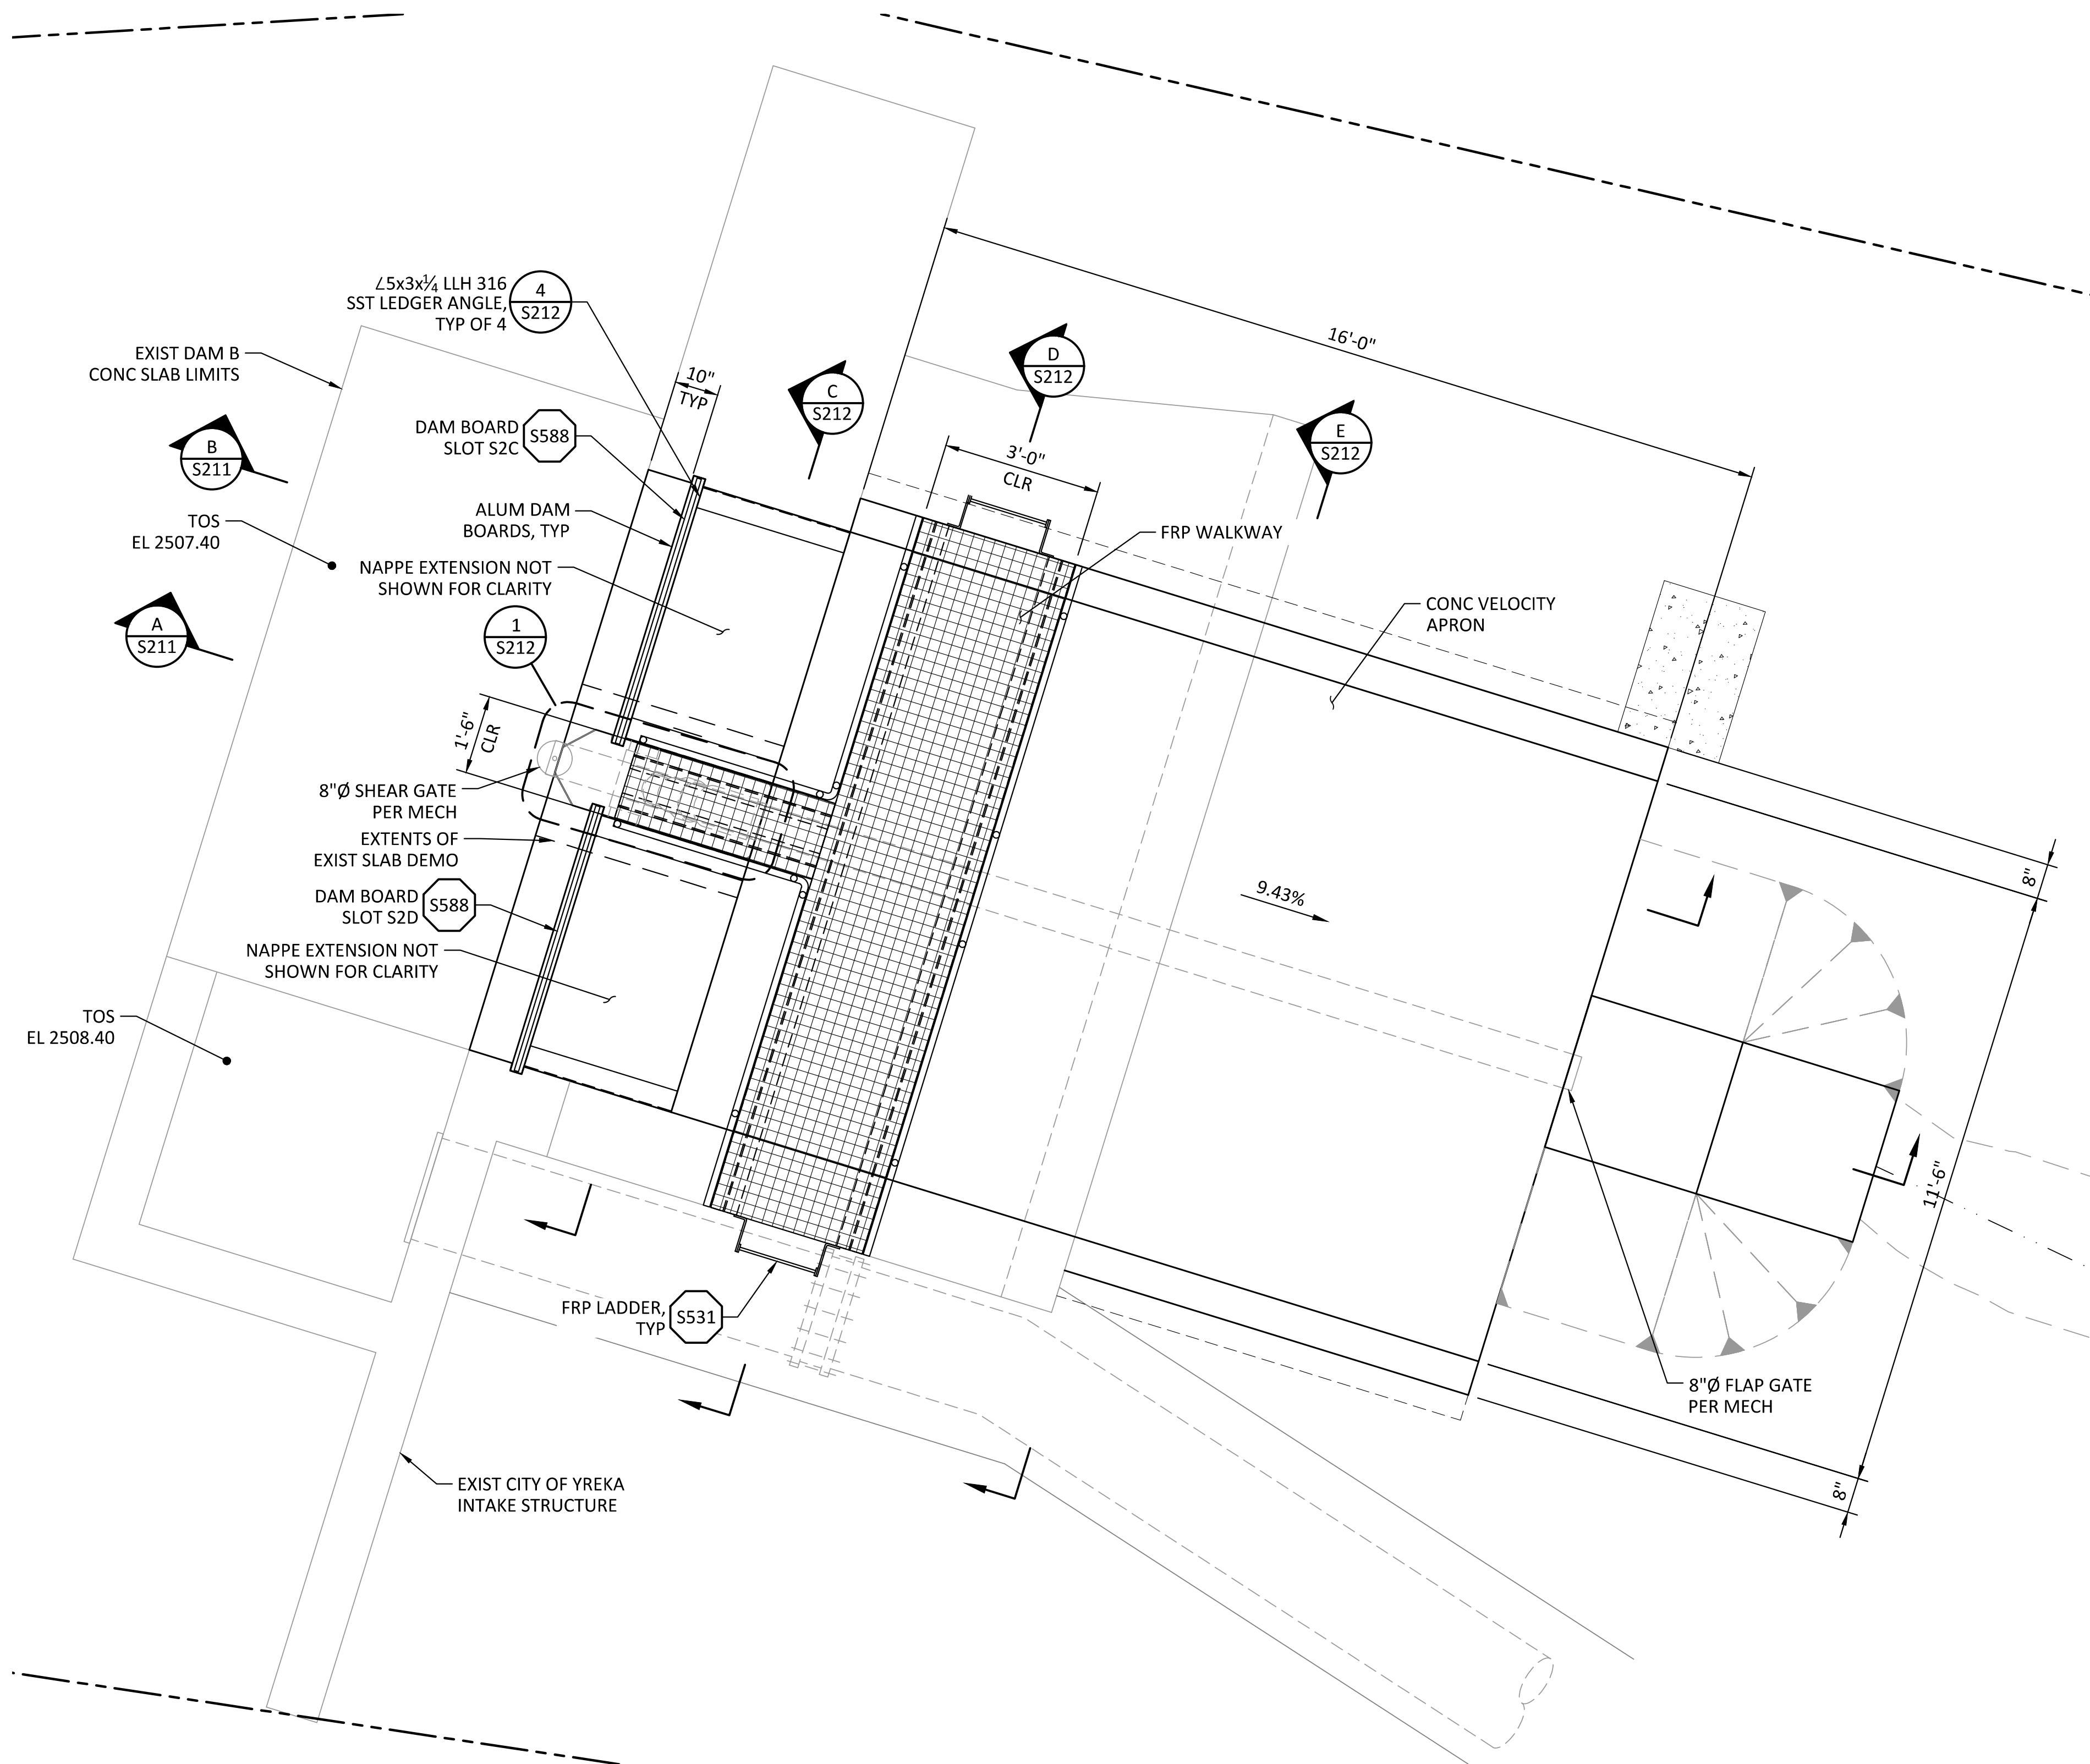 ∠5x3x¼ LLH 316
SST LEDGER ANGLE,
TYP OF 4
4
S212
EXIST DAM B
CONC SLAB LIMITS
10"
TYP
16'-0"
D
S212
C
S212
E
S212
3'-0"
CLR
B
S211
DAM BOARD
SLOT S2C
S588
TOS
EL 2507.40
ALUM DAM
BOARDS, TYP
FRP WALKWAY
NAPPE EXTENSION NOT
SHOWN FOR CLARITY
A
S211
1
S212
CONC VELOCITY
APRON
1'-6"
CLR
8"Ø SHEAR GATE
PER MECH
EXTENTS OF
EXIST SLAB DEMO
DAM BOARD
SLOT S2D
S588
9.43%
8"
NAPPE EXTENSION NOT
SHOWN FOR CLARITY
TOS
EL 2508.40
11'-6"
FRP LADDER,
TYP
S531
8"Ø FLAP GATE
PER MECH
8"
EXIST CITY OF YREKA
INTAKE STRUCTURE